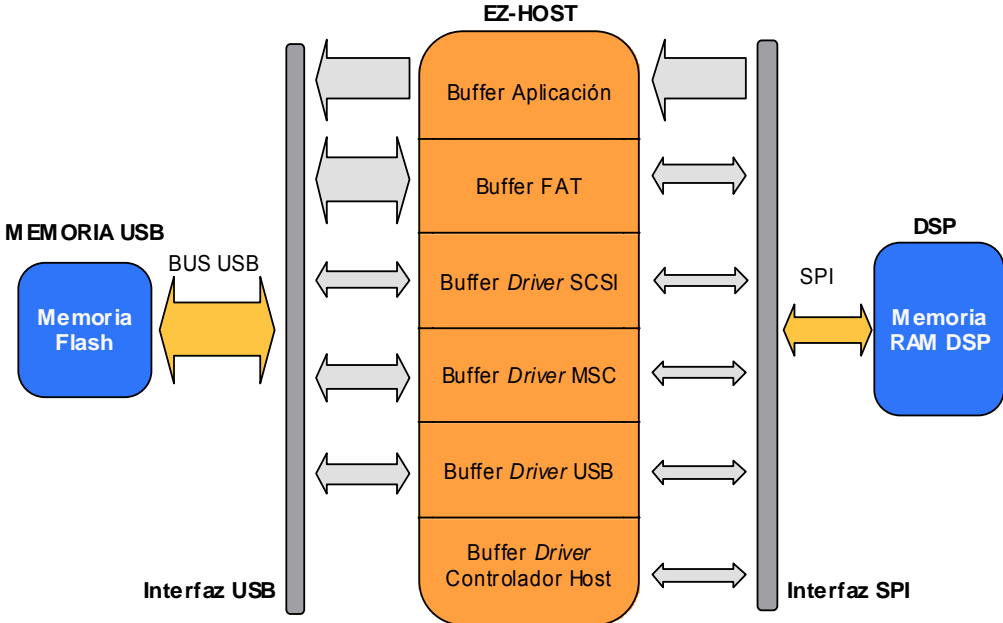 EZ-HOST
Buffer Aplicación
Buffer FAT
MEMORIA USB
BUS USB
Memoria
Flash
Buffer Driver SCSI
Buffer Driver MSC
Buffer Driver USB
Buffer Driver
Controlador Host
DSP
SPI
Memoria
RAM DSP
Interfaz USB
Interfaz SPI